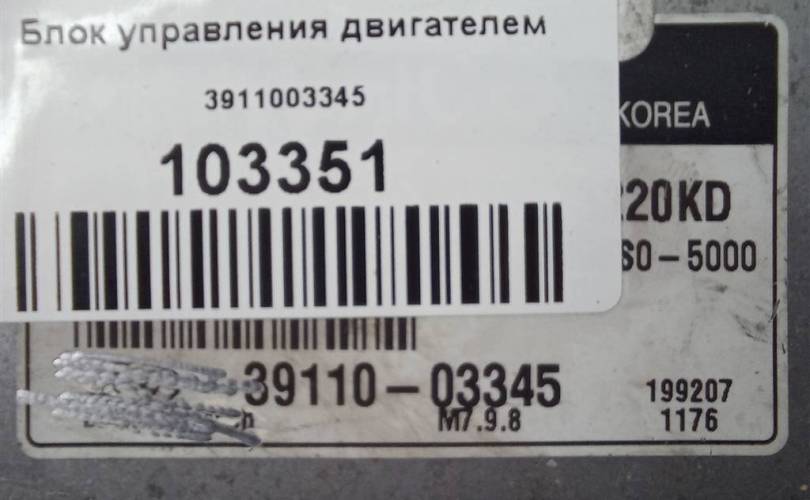 Блок управления двигателем
3911003345
103351
KOREA
20KD
S0-5000
39110-03345
M7.9.8
199207
1176